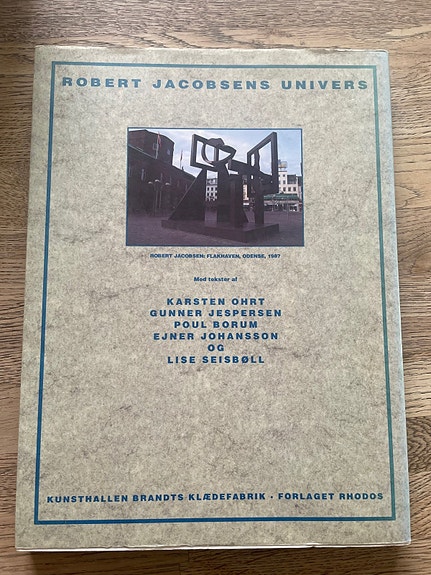 ROBERT JACOBSENS UNIVERS
ROBERT JACOBSEN: FLAKHAVEN, ODENSE, 1987
Med tekster af
KARSTEN OHRT
GUNNER JESPERSEN
POUL BORUM
EJNER JOHANSSON
OG
LISE SEISBØLL
KUNSTHALLEN BRANDTS KLÆDEFABRIK · FORLAGET RHODOS